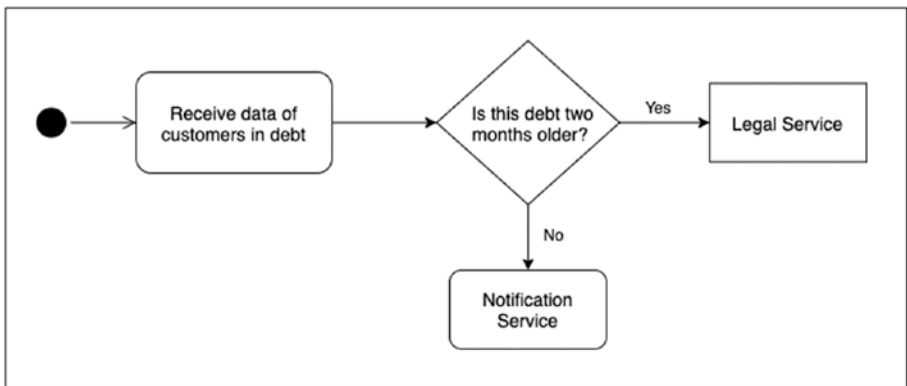 Receive data of
customers in debt
Is this debt two
months older?
Yes
Legal Service
No
Notification
Service